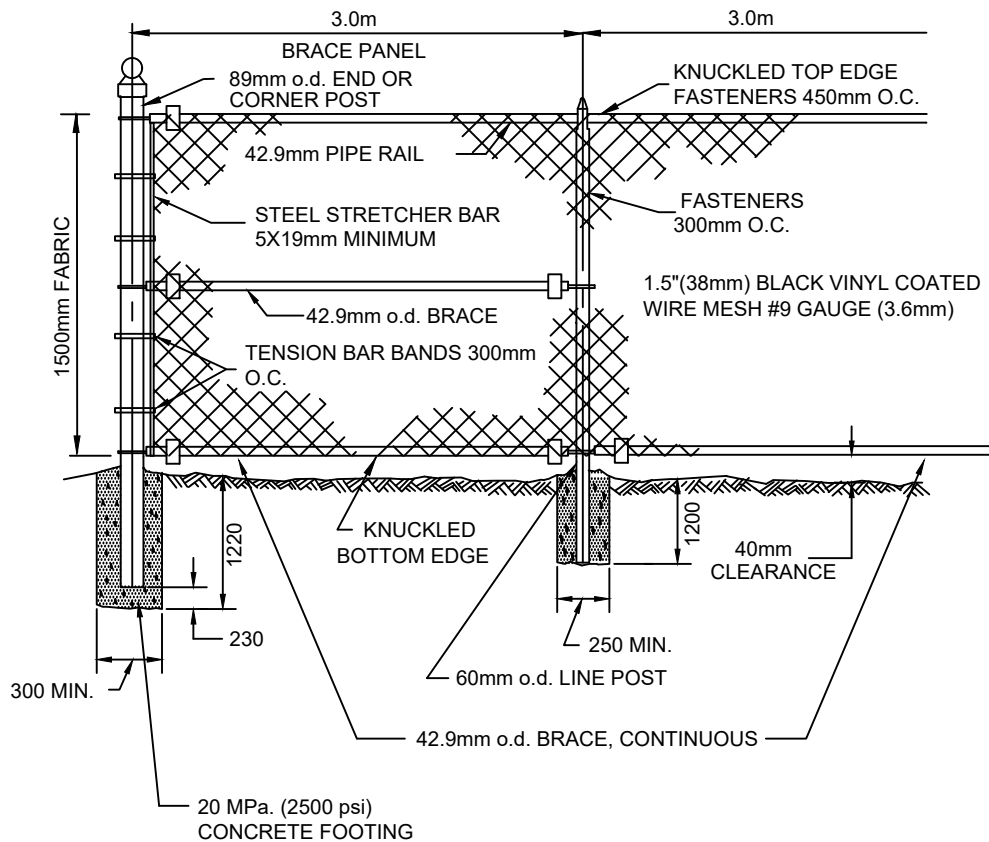 3.0m
3.0m
BRACE PANEL
89mm o.d. END OR
CORNER POST
KNUCKLED TOP EDGE
FASTENERS 450mm O.C.
42.9mm PIPE RAIL
1500mm FABRIC
STEEL STRETCHER BAR
5X19mm MINIMUM
FASTENERS
300mm O.C.
1.5"(38mm) BLACK VINYL COATED
WIRE MESH #9 GAUGE (3.6mm)
42.9mm o.d. BRACE
TENSION BAR BANDS 300mm
O.C.
1220
KNUCKLED
BOTTOM EDGE
1200
40mm
CLEARANCE
230
250 MIN.
300 MIN.
60mm o.d. LINE POST
42.9mm o.d. BRACE, CONTINUOUS
20 MPa. (2500 psi)
CONCRETE FOOTING